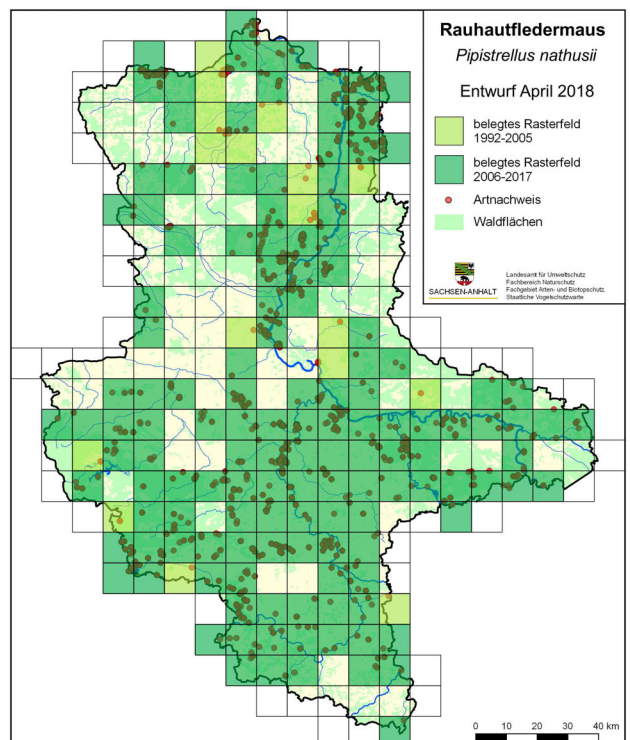 Rauhautfledermaus
Pipistrellus nathusii
Entwurf April 2018
belegtes Rasterfeld
1992-2005
belegtes Rasterfeld
2006-2017
Artnachweis
Waldflächen
SACHSEN-ANHALT
Landesamt für Umweltschutz
Fachbereich Naturschutz
Fachgebiet Arten- und Biotopschutz,
Staatliche Vogelschutzwarte
0 10 20 30 40 km